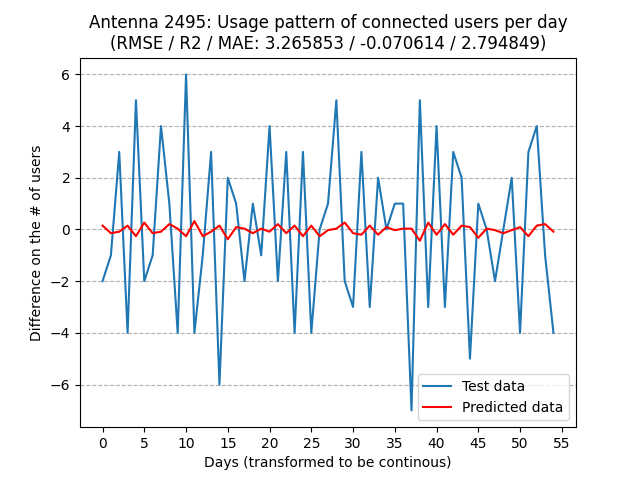 Antenna 2495: Usage pattern of connected users per day
(RMSE / R2 / MAE: 3.265853 / -0.070614 / 2.794849)
Difference on the # of users
6
4
2
0
−2
−4
−6
Test data
Predicted data
0 5 10 15 20 25 30 35 40 45 50 55
Days (transformed to be continous)